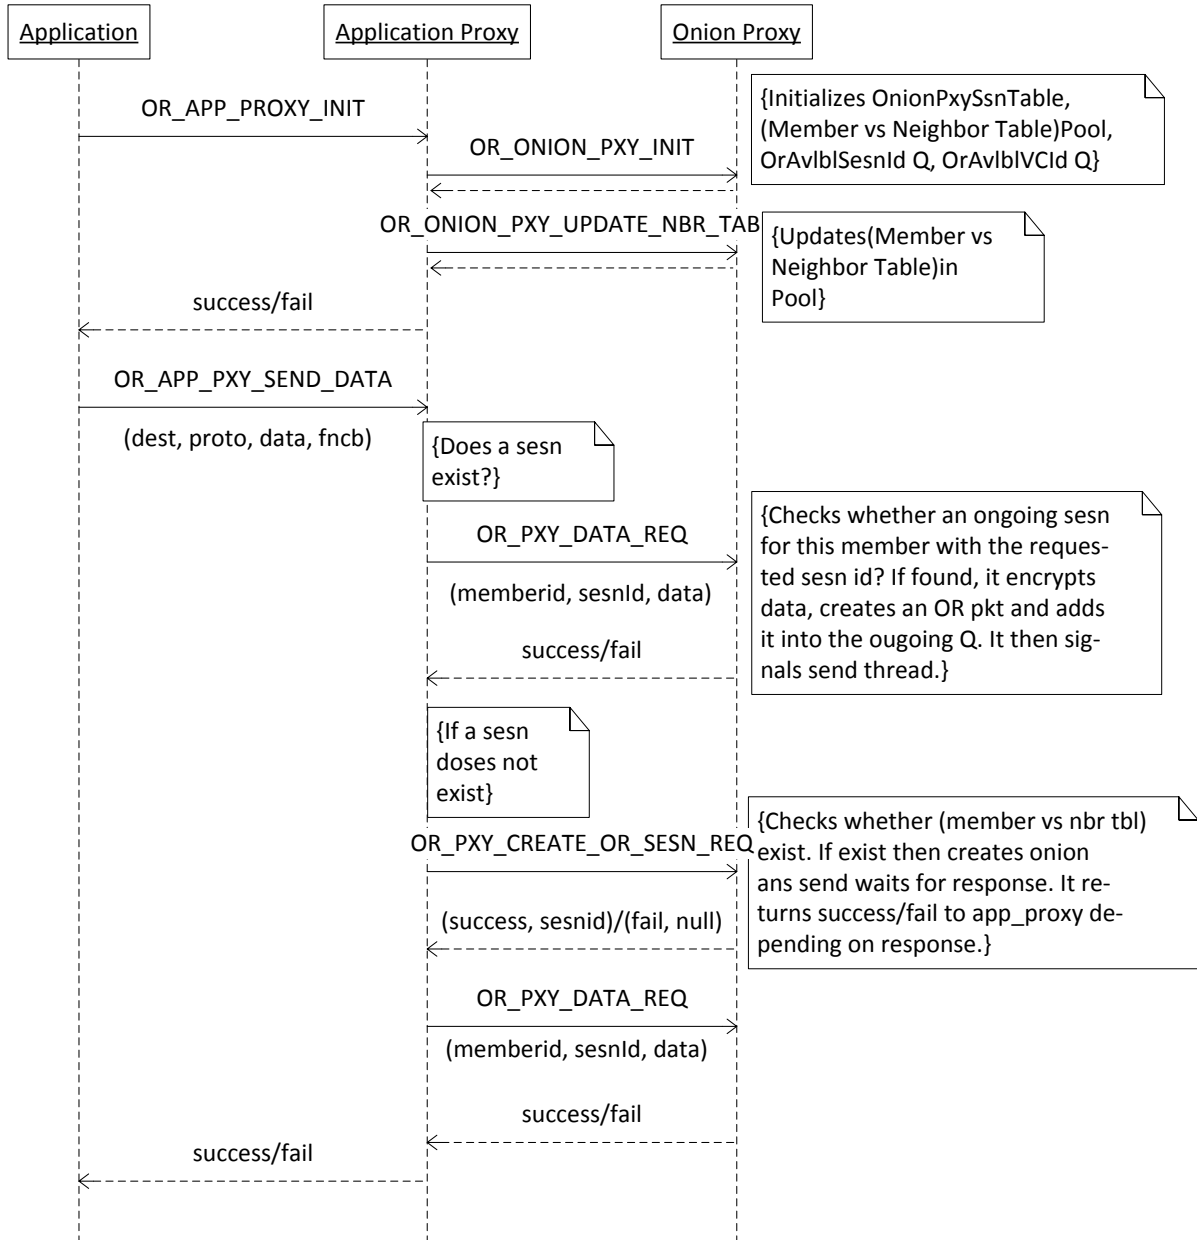 Application
Application Proxy
Onion Proxy
OR_APP_PROXY_INIT
{Initializes OnionPxySsnTable,
(Member vs Neighbor Table)Pool,
OrAvlblSesnId Q, OrAvlblVCId Q}
OR_ONION_PXY_INIT
OR_ONION_PXY_UPDATE_NBR_TAB
{Updates(Member vs
Neighbor Table)in
Pool}
success/fail
OR_APP_PXY_SEND_DATA
(dest, proto, data, fncb)
{Does a sesn
exist?}
OR_PXY_DATA_REQ
(memberid, sesnId, data)
{Checks whether an ongoing sesn
for this member with the reques-
ted sesn id? If found, it encrypts
data, creates an OR pkt and adds
it into the ougoing Q. It then sig-
nals send thread.}
success/fail
{If a sesn
doses not
exist}
OR_PXY_CREATE_OR_SESN_REQ
{Checks whether (member vs nbr tbl)
exist. If exist then creates onion
ans send waits for response. It re-
turns success/fail to app_proxy de-
pending on response.}
(success, sesnid)/(fail, null)
OR_PXY_DATA_REQ
(memberid, sesnId, data)
success/fail
success/fail